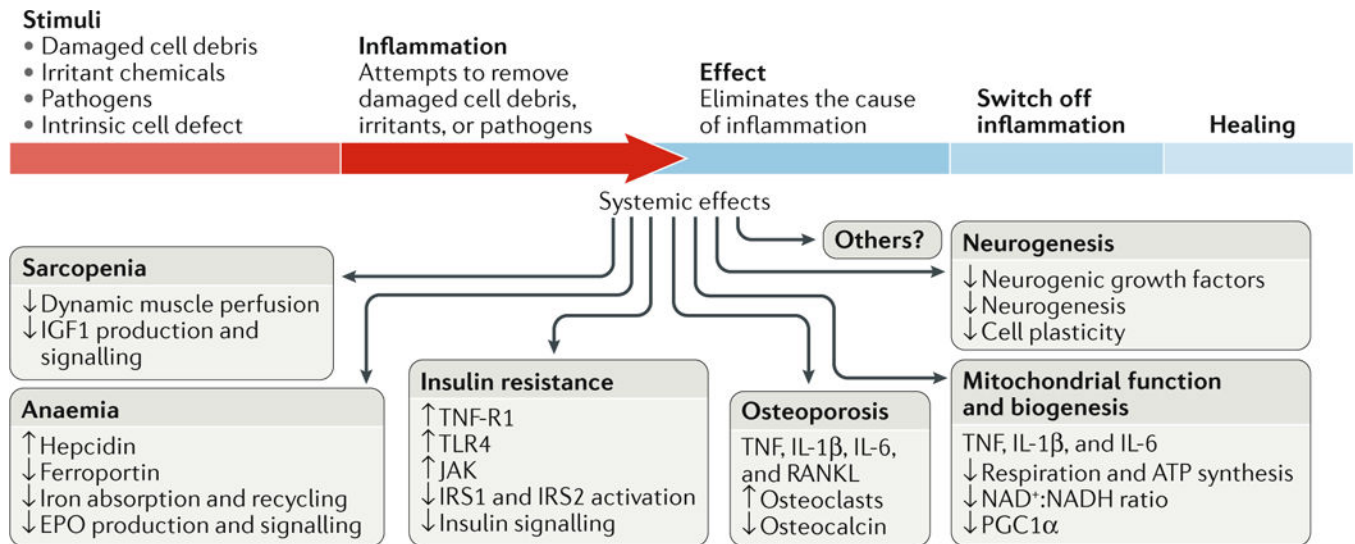 Stimuli
• Damaged cell debris
• Irritant chemicals
• Pathogens
• Intrinsic cell defect
Inflammation
Attempts to remove
damaged cell debris,
irritants, or pathogens
Effect
Eliminates the cause
of inflammation
Switch off
inflammation
Healing
Systemic effects
Others?
Sarcopenia
↓Dynamic muscle perfusion
↓IGF1 production and
signalling
Anaemia
↑Hepcidin
↓Ferroportin
↓Iron absorption and recycling
↓EPO production and signalling
Insulin resistance
↑TNF-R1
↑TLR4
↑JAK
↓IRS1 and IRS2 activation
↓Insulin signalling
Osteoporosis
TNF, IL-1β, IL-6,
and RANKL
↑Osteoclasts
↓Osteocalcin
Neurogenesis
↓Neurogenic growth factors
↓Neurogenesis
↓Cell plasticity
Mitochondrial function
and biogenesis
TNF, IL-1β, and IL-6
↓Respiration and ATP synthesis
↓NAD⁺:NADH ratio
↓PGC1α